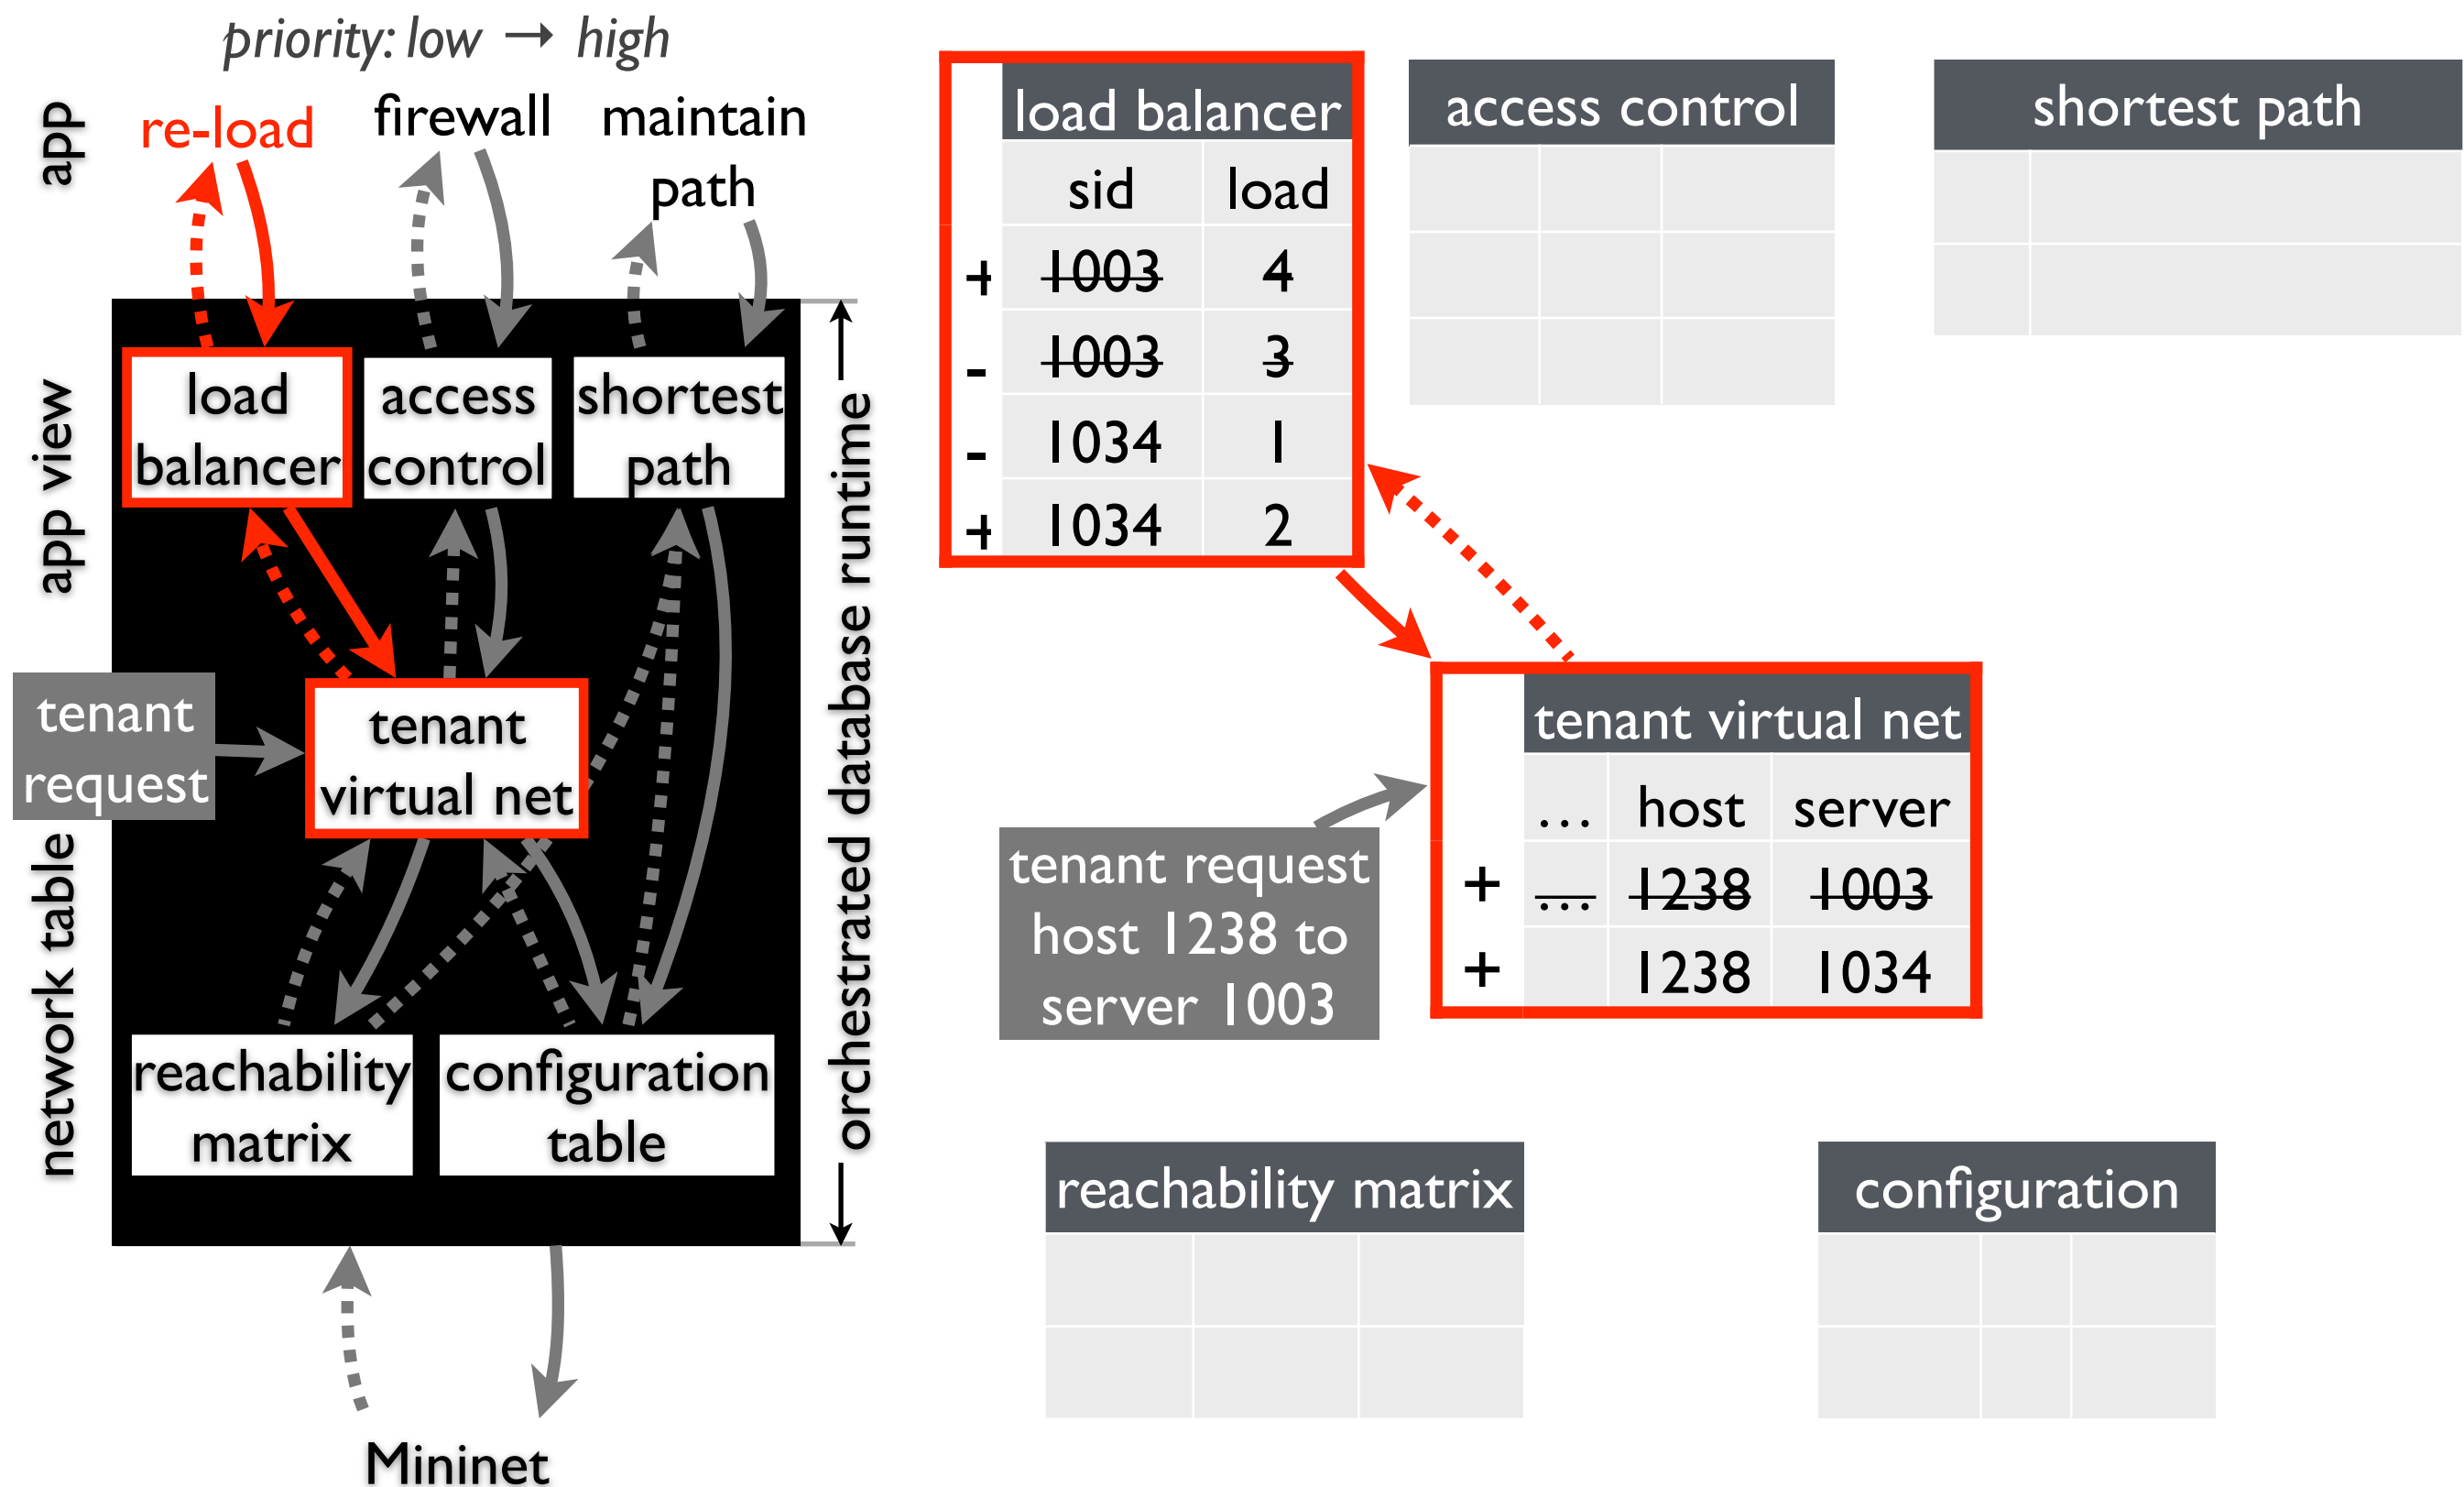 priority: low → high
app
re-load
firewall
maintain
path
app view
load
balancer
access
control
shortest
path
tenant
request
tenant
virtual net
network table
reachability
matrix
configuration
table
orchestrated database runtime
Mininet
load balancer
sid load
+ 1003 4
- 1003 3
- 1034 1
+ 1034 2
access control
shortest path
tenant request
host 1238 to
server 1003
tenant virtual net
... host server
+ ... 1238 1003
+ 1238 1034
reachability matrix
configuration